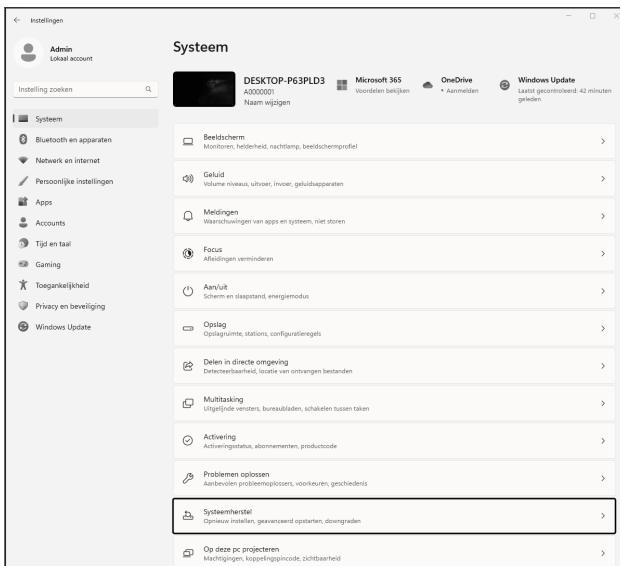 Instellingen
Admin
Lokaal account
Instelling zoeken
Systeem
Bluetooth en apparaten
Netwerk en internet
Persoonlijke instellingen
Apps
Accounts
Tijd en taal
Gaming
Toegankelijkheid
Privacy en beveiliging
Windows Update
Systeem
DESKTOP-P63PLD3
A0000001
Naam wijzigen
Microsoft 365
Voordelen bekijken
OneDrive
• Aanmelden
Windows Update
Laatst gecontroleerd: 42 minuten
geleden
Beeldscherm
Monitoren, helderheid, nachtlamp, beeldschermprofiel
Geluid
Volume niveaus, uitvoer, invoer, geluidsapparaten
Meldingen
Waarschuwingen van apps en systeem, niet storen
Focus
Afleidingen verminderen
Aan/uit
Scherm en slaapstand, energiemodus
Opslag
Opslagruimte, stations, configuratieregels
Delen in directe omgeving
Detecteerbaarheid, locatie van ontvangen bestanden
Multitasking
Uitgelijnde vensters, bureaubladen, schakelen tussen taken
Activering
Activeringsstatus, abonnementen, productcode
Problemen oplossen
Aanbevolen probleemoplossers, voorkeuren, geschiedenis
Systeemherstel
Opnieuw instellen, geavanceerd opstarten, downgraden
Op deze pc projecteren
Machtigingen, koppelingspincode, zichtbaarheid